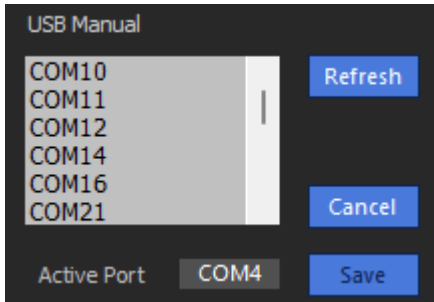 USB Manual
COM10
COM11
COM12
COM14
COM16
COM21
Refresh
Cancel
Active Port COM4 Save